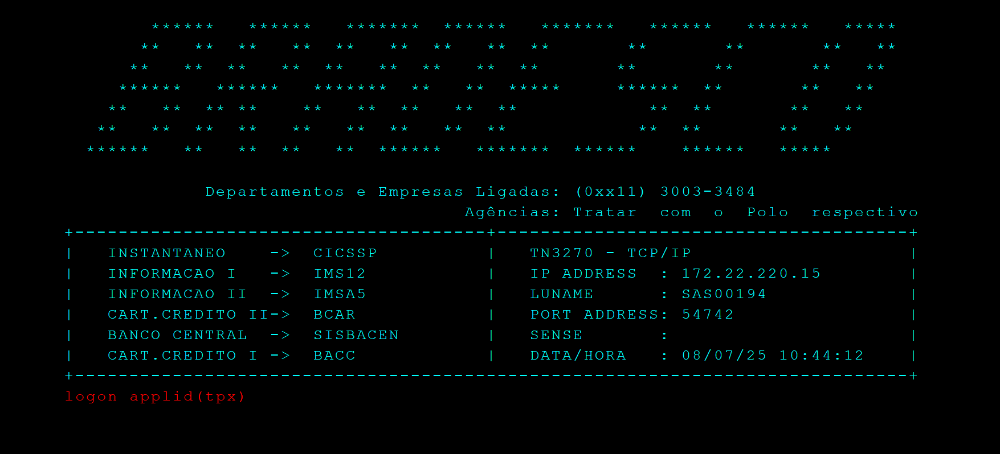 BRADESCO
Departamentos e Empresas Ligadas: (0xx11) 3003-3484
Agências: Tratar com o Polo respectivo
INSTANTANEO -> CICSSP
INFORMACAO I -> IMS12
INFORMACAO II -> IMSA5
CART.CREDITO II-> BCAR
BANCO CENTRAL -> SISBACEN
CART.CREDITO I -> BACC
TN3270 - TCP/IP
IP ADDRESS : 172.22.220.15
LUNAME : SAS00194
PORT ADDRESS: 54742
SENSE :
DATA/HORA : 08/07/25 10:44:12
logon applid(tpx)